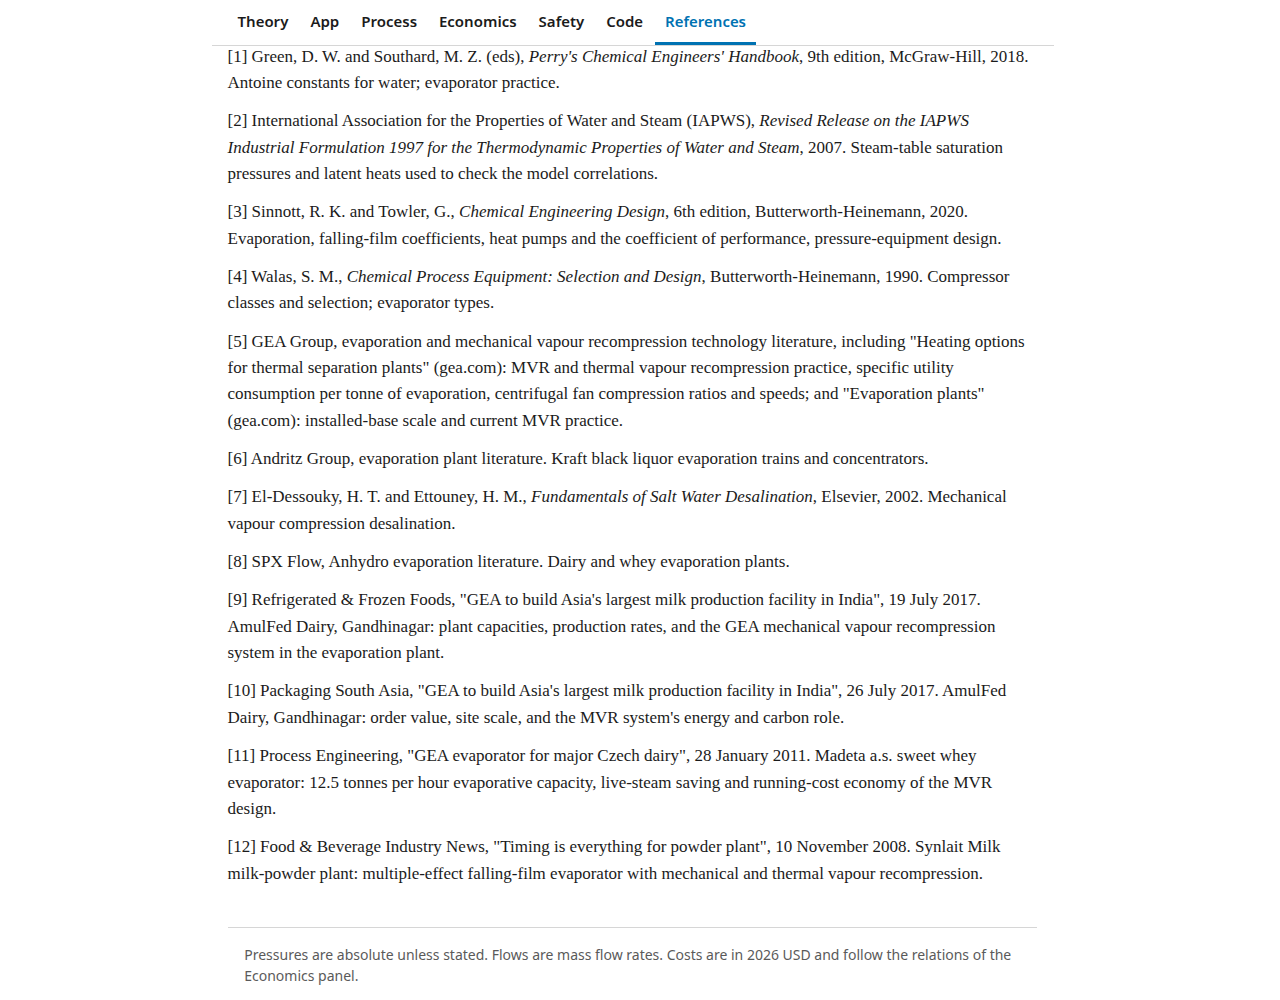 Theory App Process Economics Safety Code References
[1] Green, D. W. and Southard, M. Z. (eds), Perry's Chemical Engineers' Handbook, 9th edition, McGraw-Hill, 2018.
Antoine constants for water; evaporator practice.
[2] International Association for the Properties of Water and Steam (IAPWS), Revised Release on the IAPWS
Industrial Formulation 1997 for the Thermodynamic Properties of Water and Steam, 2007. Steam-table saturation
pressures and latent heats used to check the model correlations.
[3] Sinnott, R. K. and Towler, G., Chemical Engineering Design, 6th edition, Butterworth-Heinemann, 2020.
Evaporation, falling-film coefficients, heat pumps and the coefficient of performance, pressure-equipment design.
[4] Walas, S. M., Chemical Process Equipment: Selection and Design, Butterworth-Heinemann, 1990. Compressor
classes and selection; evaporator types.
[5] GEA Group, evaporation and mechanical vapour recompression technology literature, including "Heating options
for thermal separation plants" (gea.com): MVR and thermal vapour recompression practice, specific utility
consumption per tonne of evaporation, centrifugal fan compression ratios and speeds; and "Evaporation plants"
(gea.com): installed-base scale and current MVR practice.
[6] Andritz Group, evaporation plant literature. Kraft black liquor evaporation trains and concentrators.
[7] El-Dessouky, H. T. and Ettouney, H. M., Fundamentals of Salt Water Desalination, Elsevier, 2002. Mechanical
vapour compression desalination.
[8] SPX Flow, Anhydro evaporation literature. Dairy and whey evaporation plants.
[9] Refrigerated & Frozen Foods, "GEA to build Asia's largest milk production facility in India", 19 July 2017.
AmulFed Dairy, Gandhinagar: plant capacities, production rates, and the GEA mechanical vapour recompression
system in the evaporation plant.
[10] Packaging South Asia, "GEA to build Asia's largest milk production facility in India", 26 July 2017. AmulFed
Dairy, Gandhinagar: order value, site scale, and the MVR system's energy and carbon role.
[11] Process Engineering, "GEA evaporator for major Czech dairy", 28 January 2011. Madeta a.s. sweet whey
evaporator: 12.5 tonnes per hour evaporative capacity, live-steam saving and running-cost economy of the MVR
design.
[12] Food & Beverage Industry News, "Timing is everything for powder plant", 10 November 2008. Synlait Milk
milk-powder plant: multiple-effect falling-film evaporator with mechanical and thermal vapour recompression.
Pressures are absolute unless stated. Flows are mass flow rates. Costs are in 2026 USD and follow the relations of the
Economics panel.